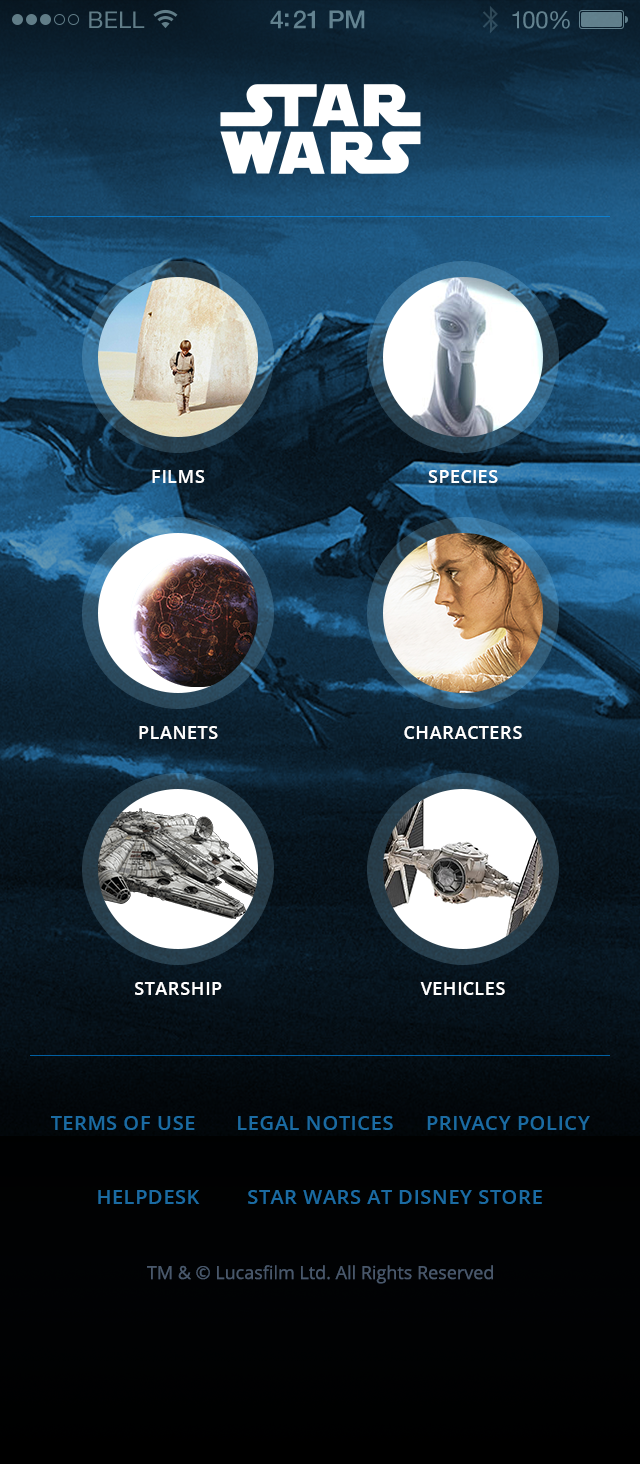 BELL 4:21 PM 100%
STAR
WARS
FILMS SPECIES
PLANETS CHARACTERS
STARSHIP VEHICLES
TERMS OF USE LEGAL NOTICES PRIVACY POLICY
HELPDESK STAR WARS AT DISNEY STORE
TM & © Lucasfilm Ltd. All Rights Reserved